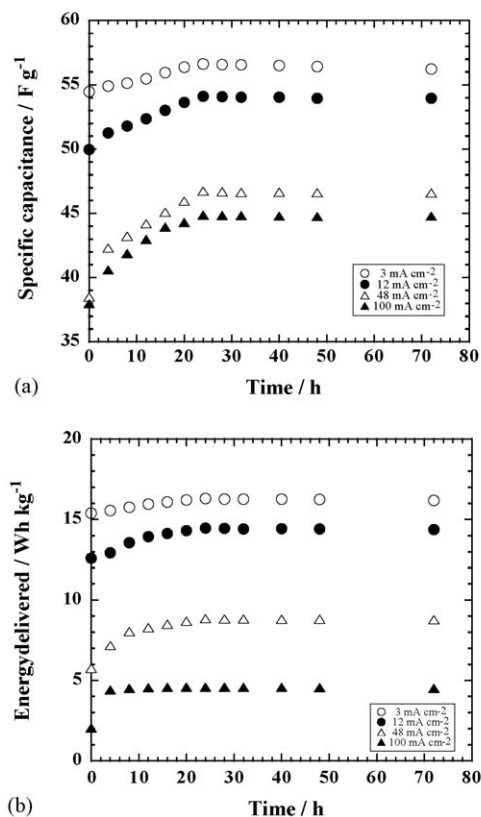 60
55
50
45
40
35
Specific capacitance / F g-1
3 mA cm-2
12 mA cm-2
48 mA cm-2
100 mA cm-2
0 10 20 30 40 50 60 70 80
Time / h
(a)
20
15
10
5
0
Energydelivered / Wh kg-1
3 mA cm-2
12 mA cm-2
48 mA cm-2
100 mA cm-2
0 10 20 30 40 50 60 70 80
Time / h
(b)